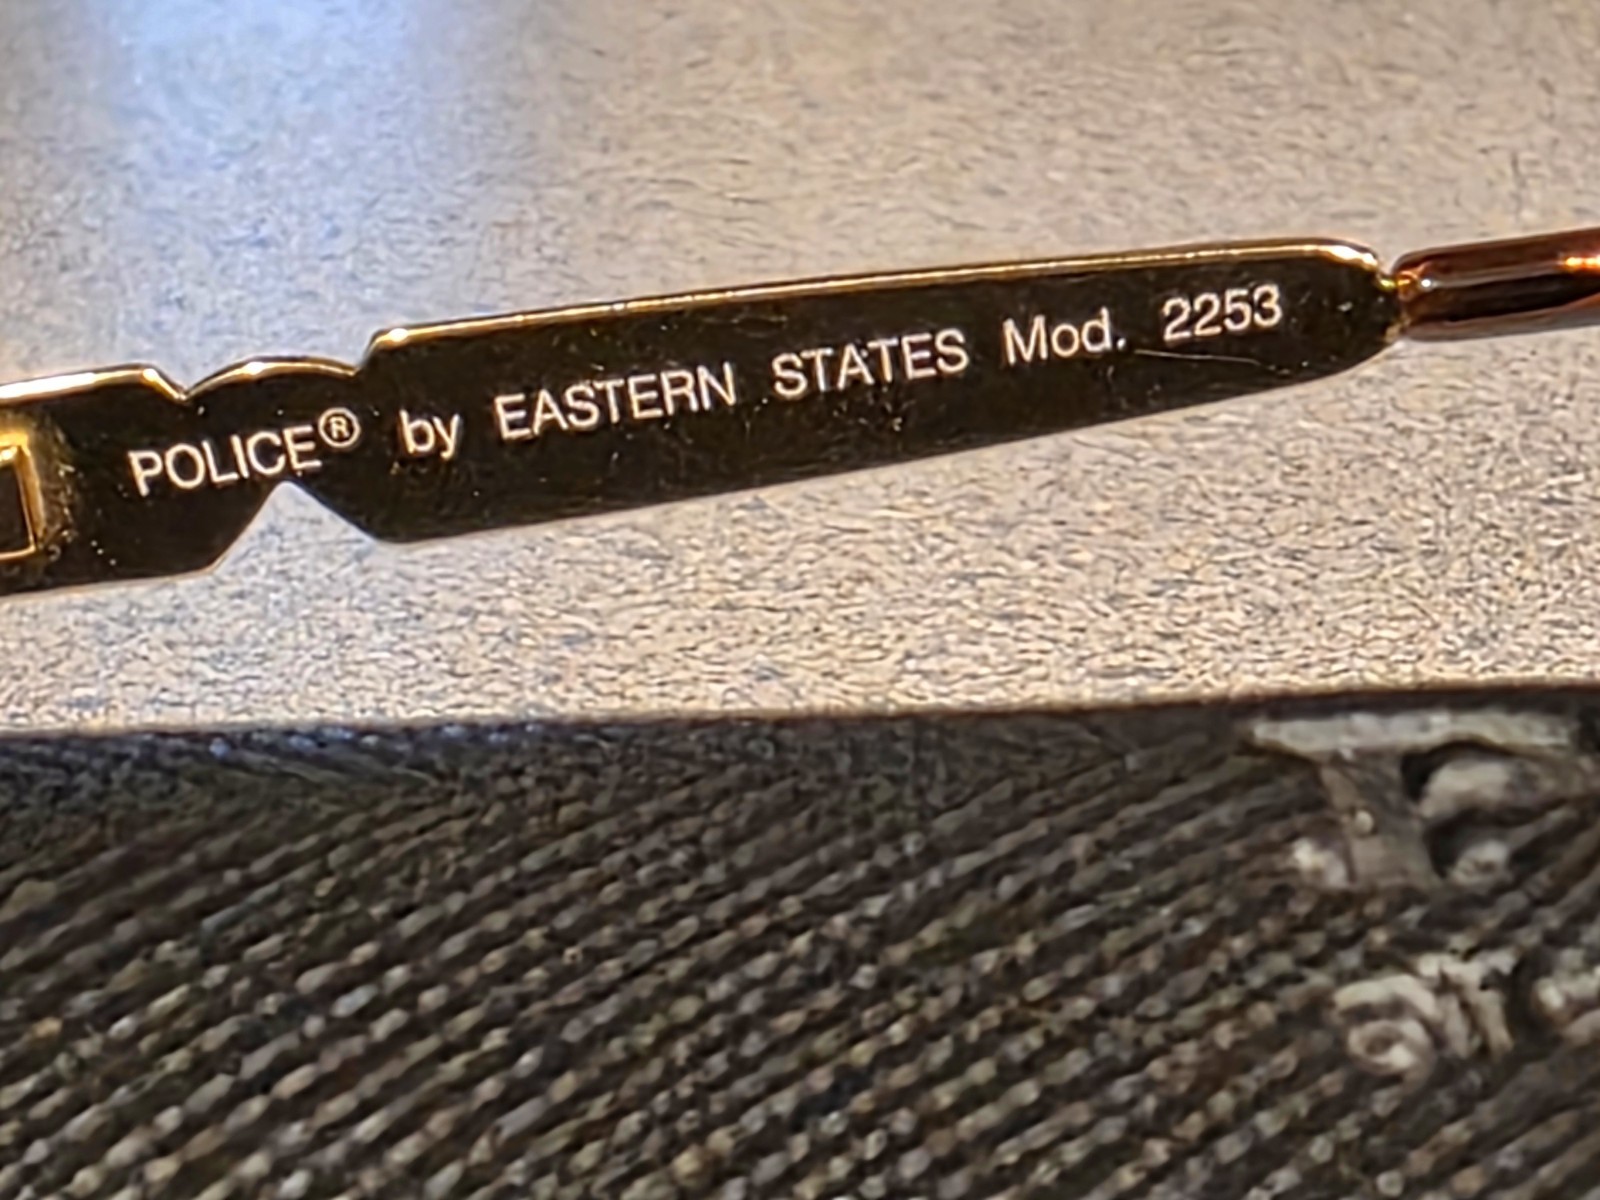 POLICE® by EASTERN STATES Mod. 2253